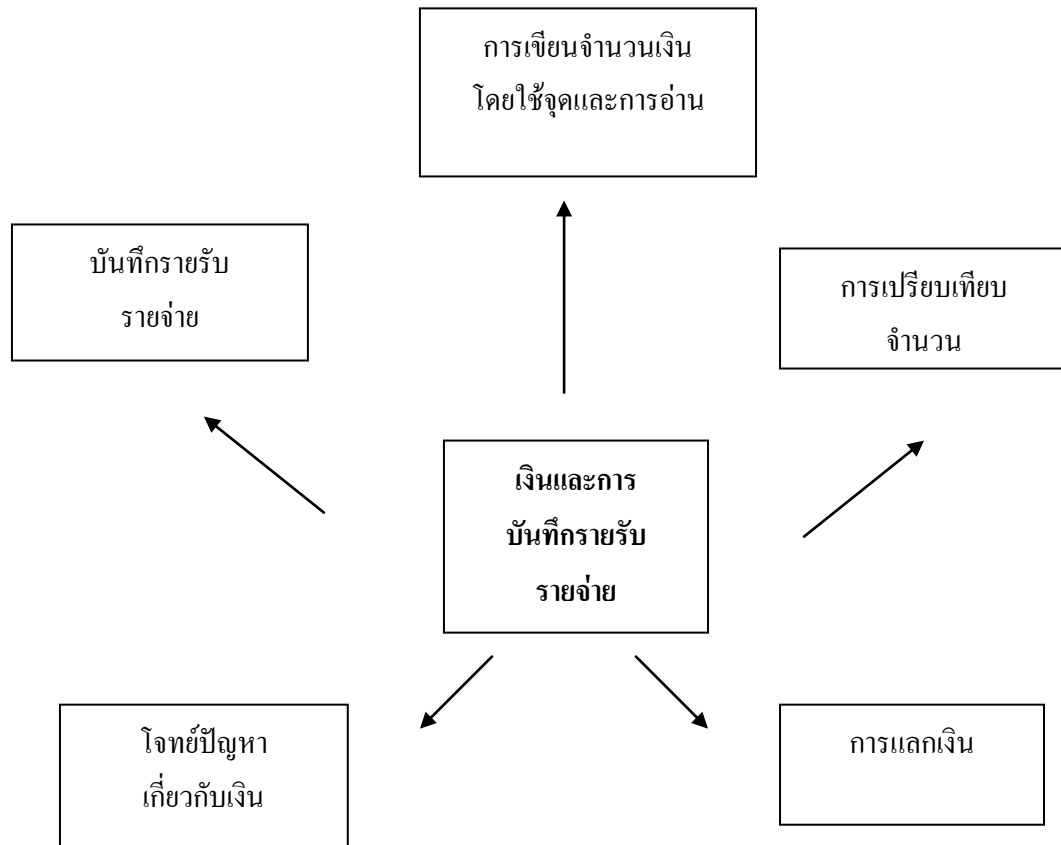 การเขียนจำนวนเงิน
โดยใช้จุดและการอ่าน
บันทึกรายรับ
รายจ่าย
การเปรียบเทียบ
จำนวน
เงินและการ
บันทึกรายรับ
รายจ่าย
โจทย์ปัญหา
เกี่ยวกับเงิน
การแลกเงิน